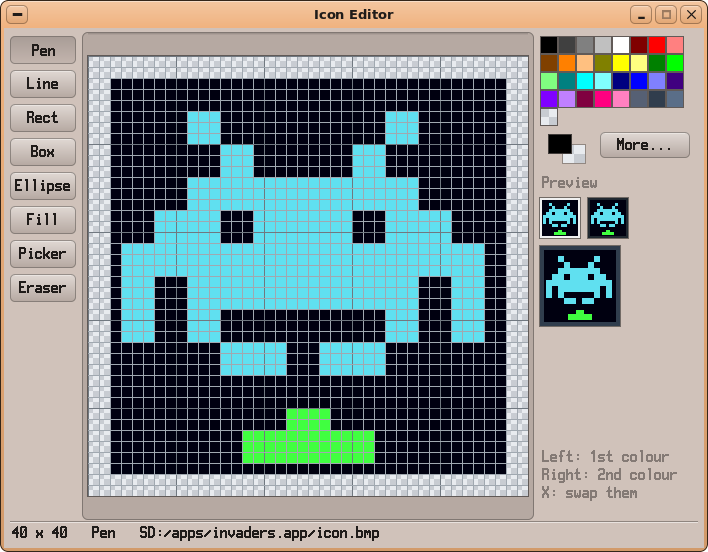 Icon Editor
Pen
Line
Rect
Box
Ellipse
Fill
Picker
Eraser
More...
Preview
Left: 1st colour
Right: 2nd colour
X: swap them
40 x 40 Pen SD:/apps/invaders.app/icon.bmp